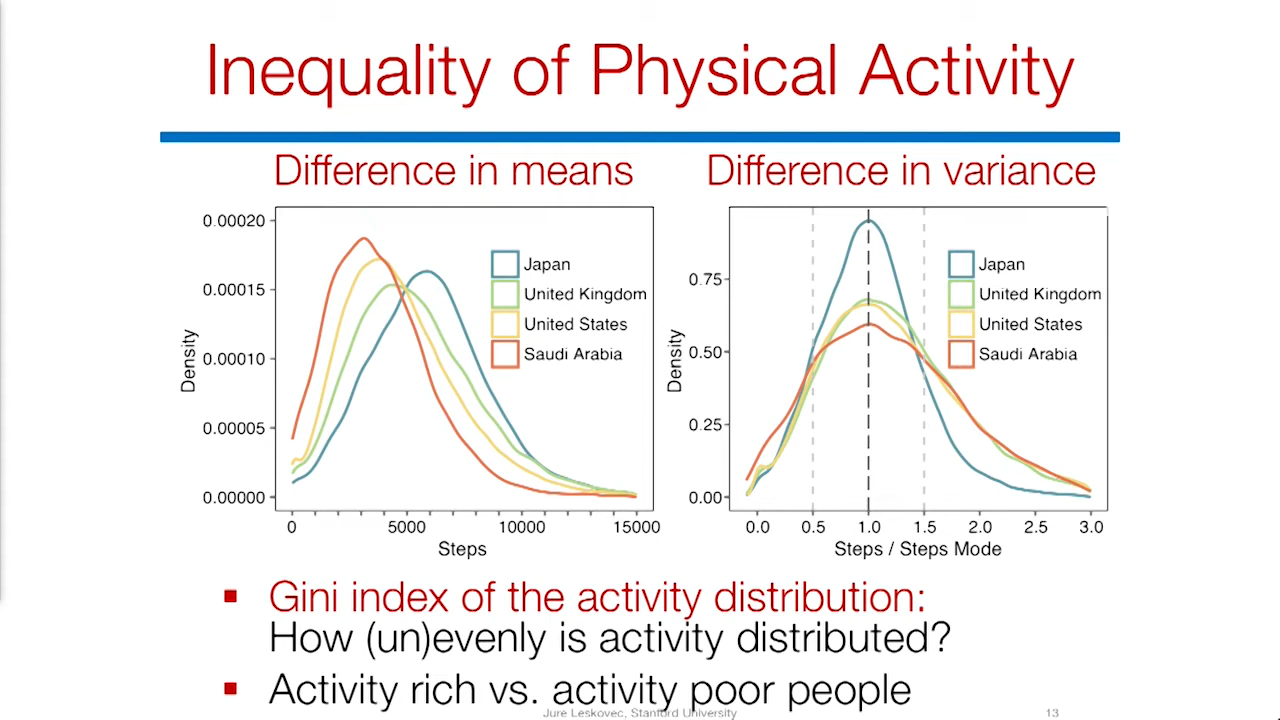 Inequality of Physical Activity
Difference in means
Difference in variance
0.00020
0.00015
0.00010
0.00005
0.00000
Density
0
5000
10000
15000
Steps
Japan
United Kingdom
United States
Saudi Arabia
0.75
0.50
0.25
0.00
Density
0.0
0.5
1.0
1.5
2.0
2.5
3.0
Steps / Steps Mode
Japan
United Kingdom
United States
Saudi Arabia
Gini index of the activity distribution:
How (un)evenly is activity distributed?
Activity rich vs. activity poor people
Jure Leskovec, Stanford University
13